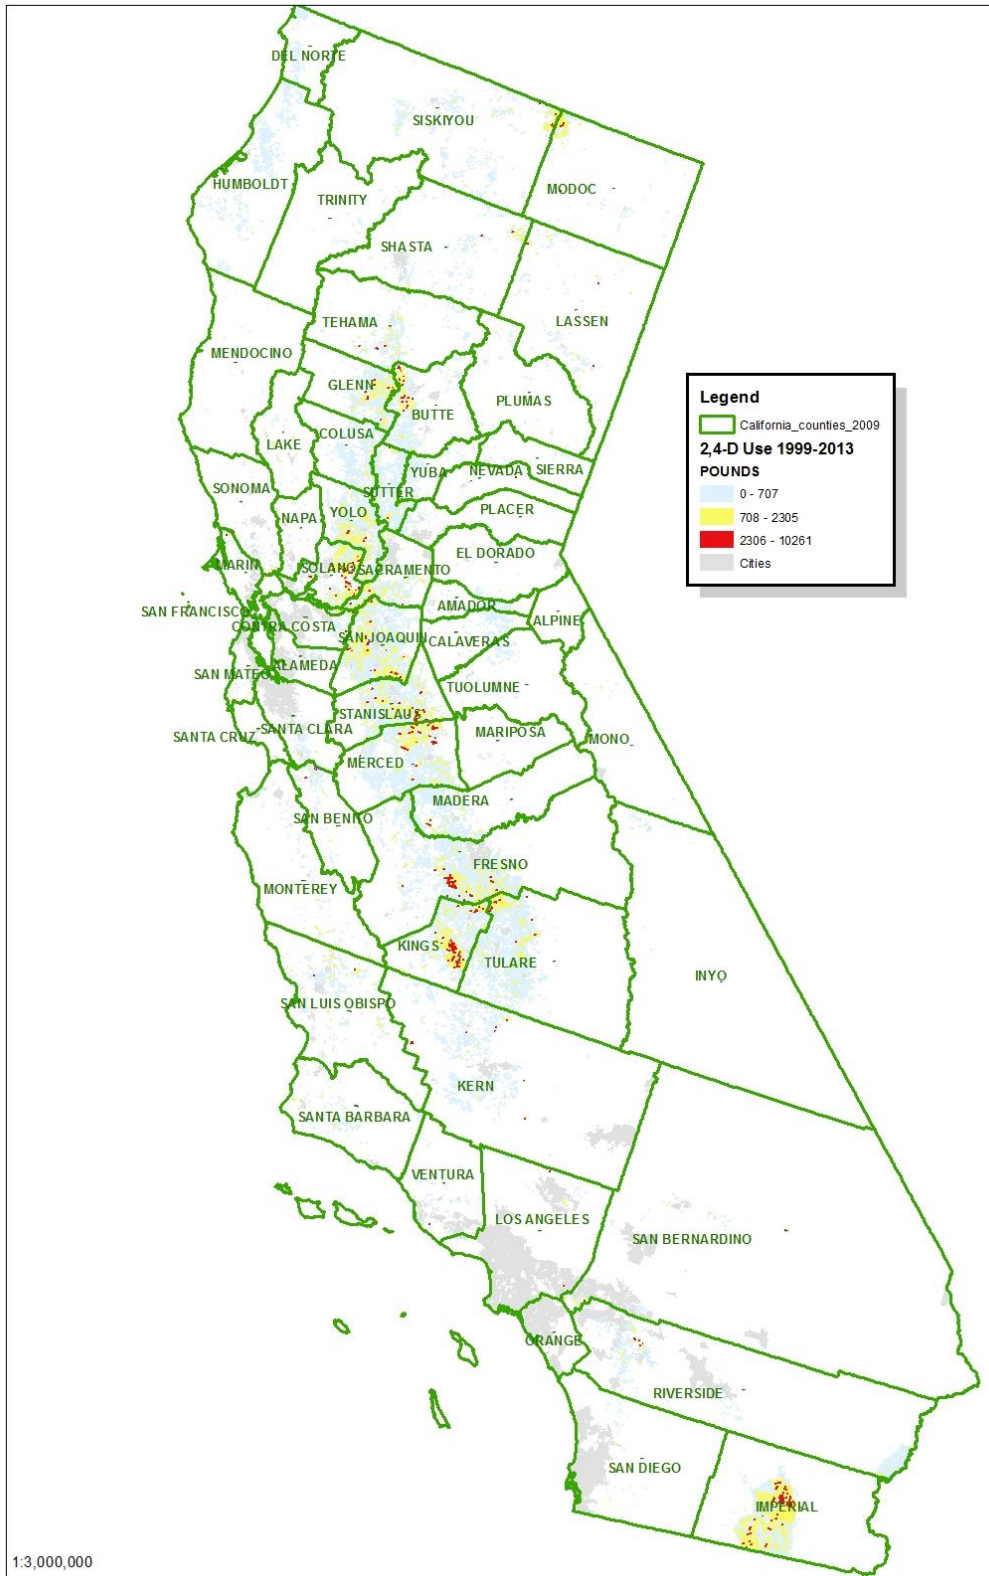 DEL NORTE
SISKIYOU
HUMBOLDT
MODOC
TRINITY
SHASTA
TEHAMA
LASSEN
MENDOCINO
GLENN
PLUMAS
BUTTE
COLUSA
LAKE
YUBA
NEVADA
SIERRA
SONOMA
SUTTER
NAPA
YOLO
PLACER
EL DORADO
MARIN
SOLANO
SACRAMENTO
SAN FRANCISCO
AMADOR
ALPINE
CONTRA COSTA
SAN JOAQUIN
CALAVERAS
ALAMEDA
SAN MATEO
TUOLUMNE
STANISLAUS
SANTA CRUZ
SANTA CLARA
MARIPOSA
MONO
MERCED
MADERA
SAN BENITO
FRESNO
MONTEREY
KINGS
TULARE
INYO
SAN LUIS OBISPO
KERN
SANTA BARBARA
VENTURA
LOS ANGELES
SAN BERNARDINO
ORANGE
RIVERSIDE
SAN DIEGO
IMPERIAL
Legend
California_counties_2009
2,4-D Use 1999-2013
POUNDS
0 - 707
708 - 2305
2306 - 10261
Cities
1:3,000,000